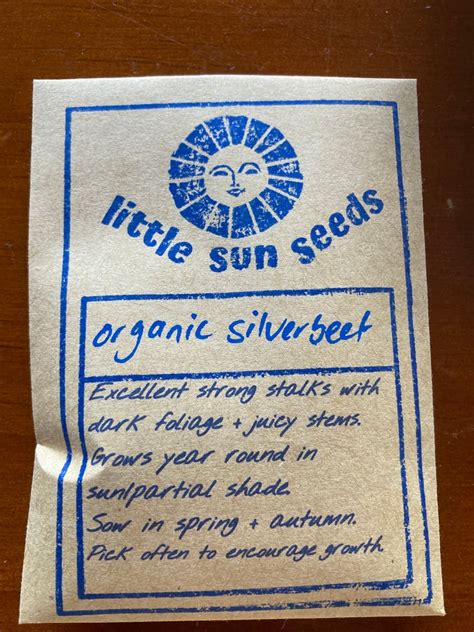 little sun seeds
organic silverbeet
Excellent strong stalks with
dark foliage + juicy stems.
Grows year round in
sun/partial shade.
Sow in spring + autumn.
Pick often to encourage growth.